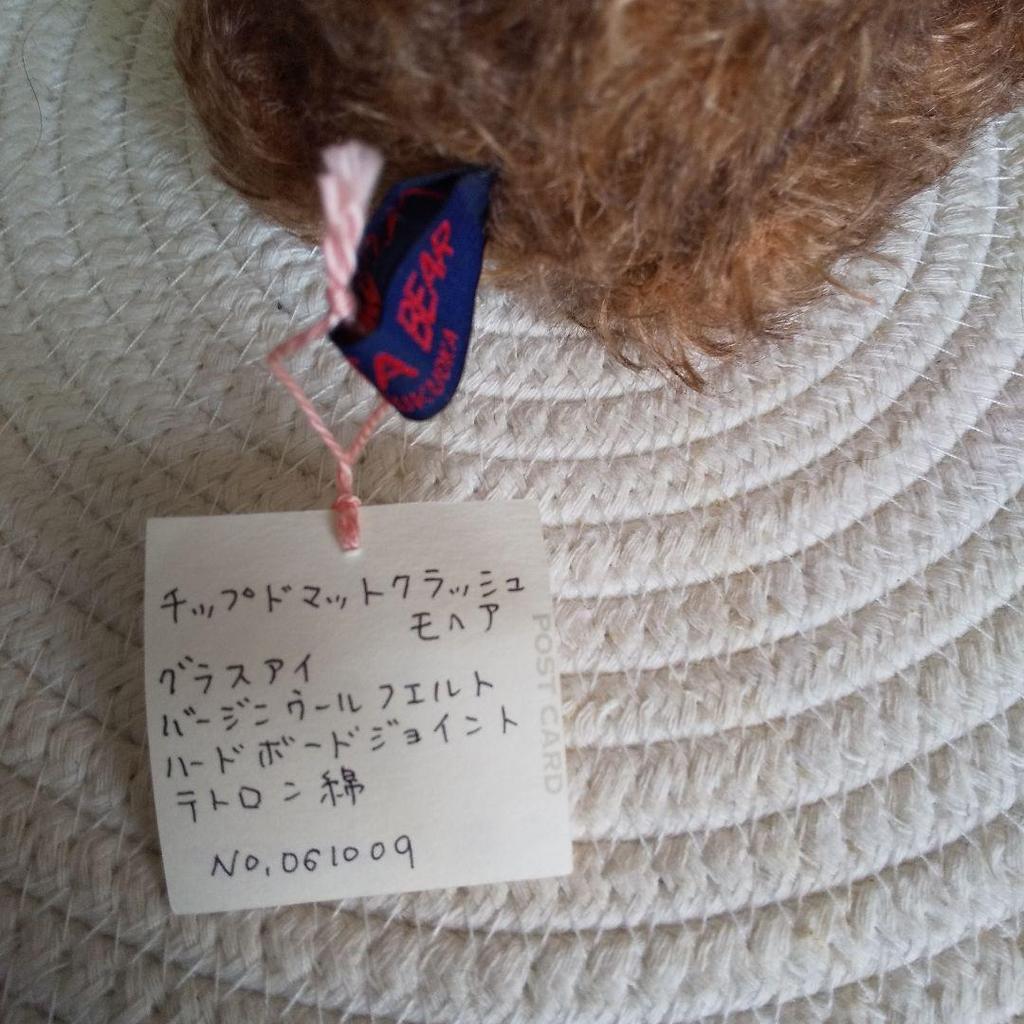 A BEAR
チップドマットクラッシュ
モヘア
グラスアイ
バージンウールフェルト
ハードボードジョイント
テトロン綿
No,061009
POST CARD